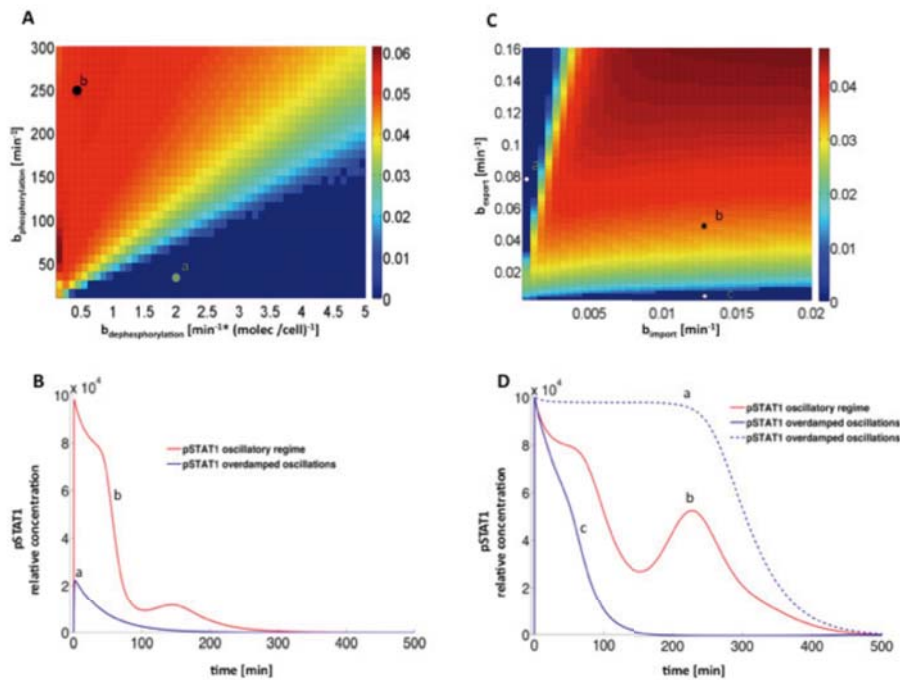 A
300
250
200
150
100
50
b
a
0.5 1 1.5 2 2.5 3 3.5 4 4.5 5
b phosphorylation [min-1]
b dephosphorylation [min-1* (molec /cell)-1]
0.06
0.05
0.04
0.03
0.02
0.01
0
C
0.16
0.14
0.12
0.1
0.08
0.06
0.04
0.02
a
b
c
0.005 0.01 0.015 0.02
b export [min-1]
b import [min-1]
0.04
0.03
0.02
0.01
0
B
x 10 4
10
8
6
4
2
0
pSTAT1 oscillatory regime
pSTAT1 overdamped oscillations
b
a
0 100 200 300 400 500
pSTAT1
relative concentration
time [min]
D
x 10 4
10
8
6
4
2
0
a
pSTAT1 oscillatory regime
pSTAT1 overdamped oscillations
pSTAT1 overdamped oscillations
b
c
0 100 200 300 400 500
pSTAT1
relative concentration
time [min]